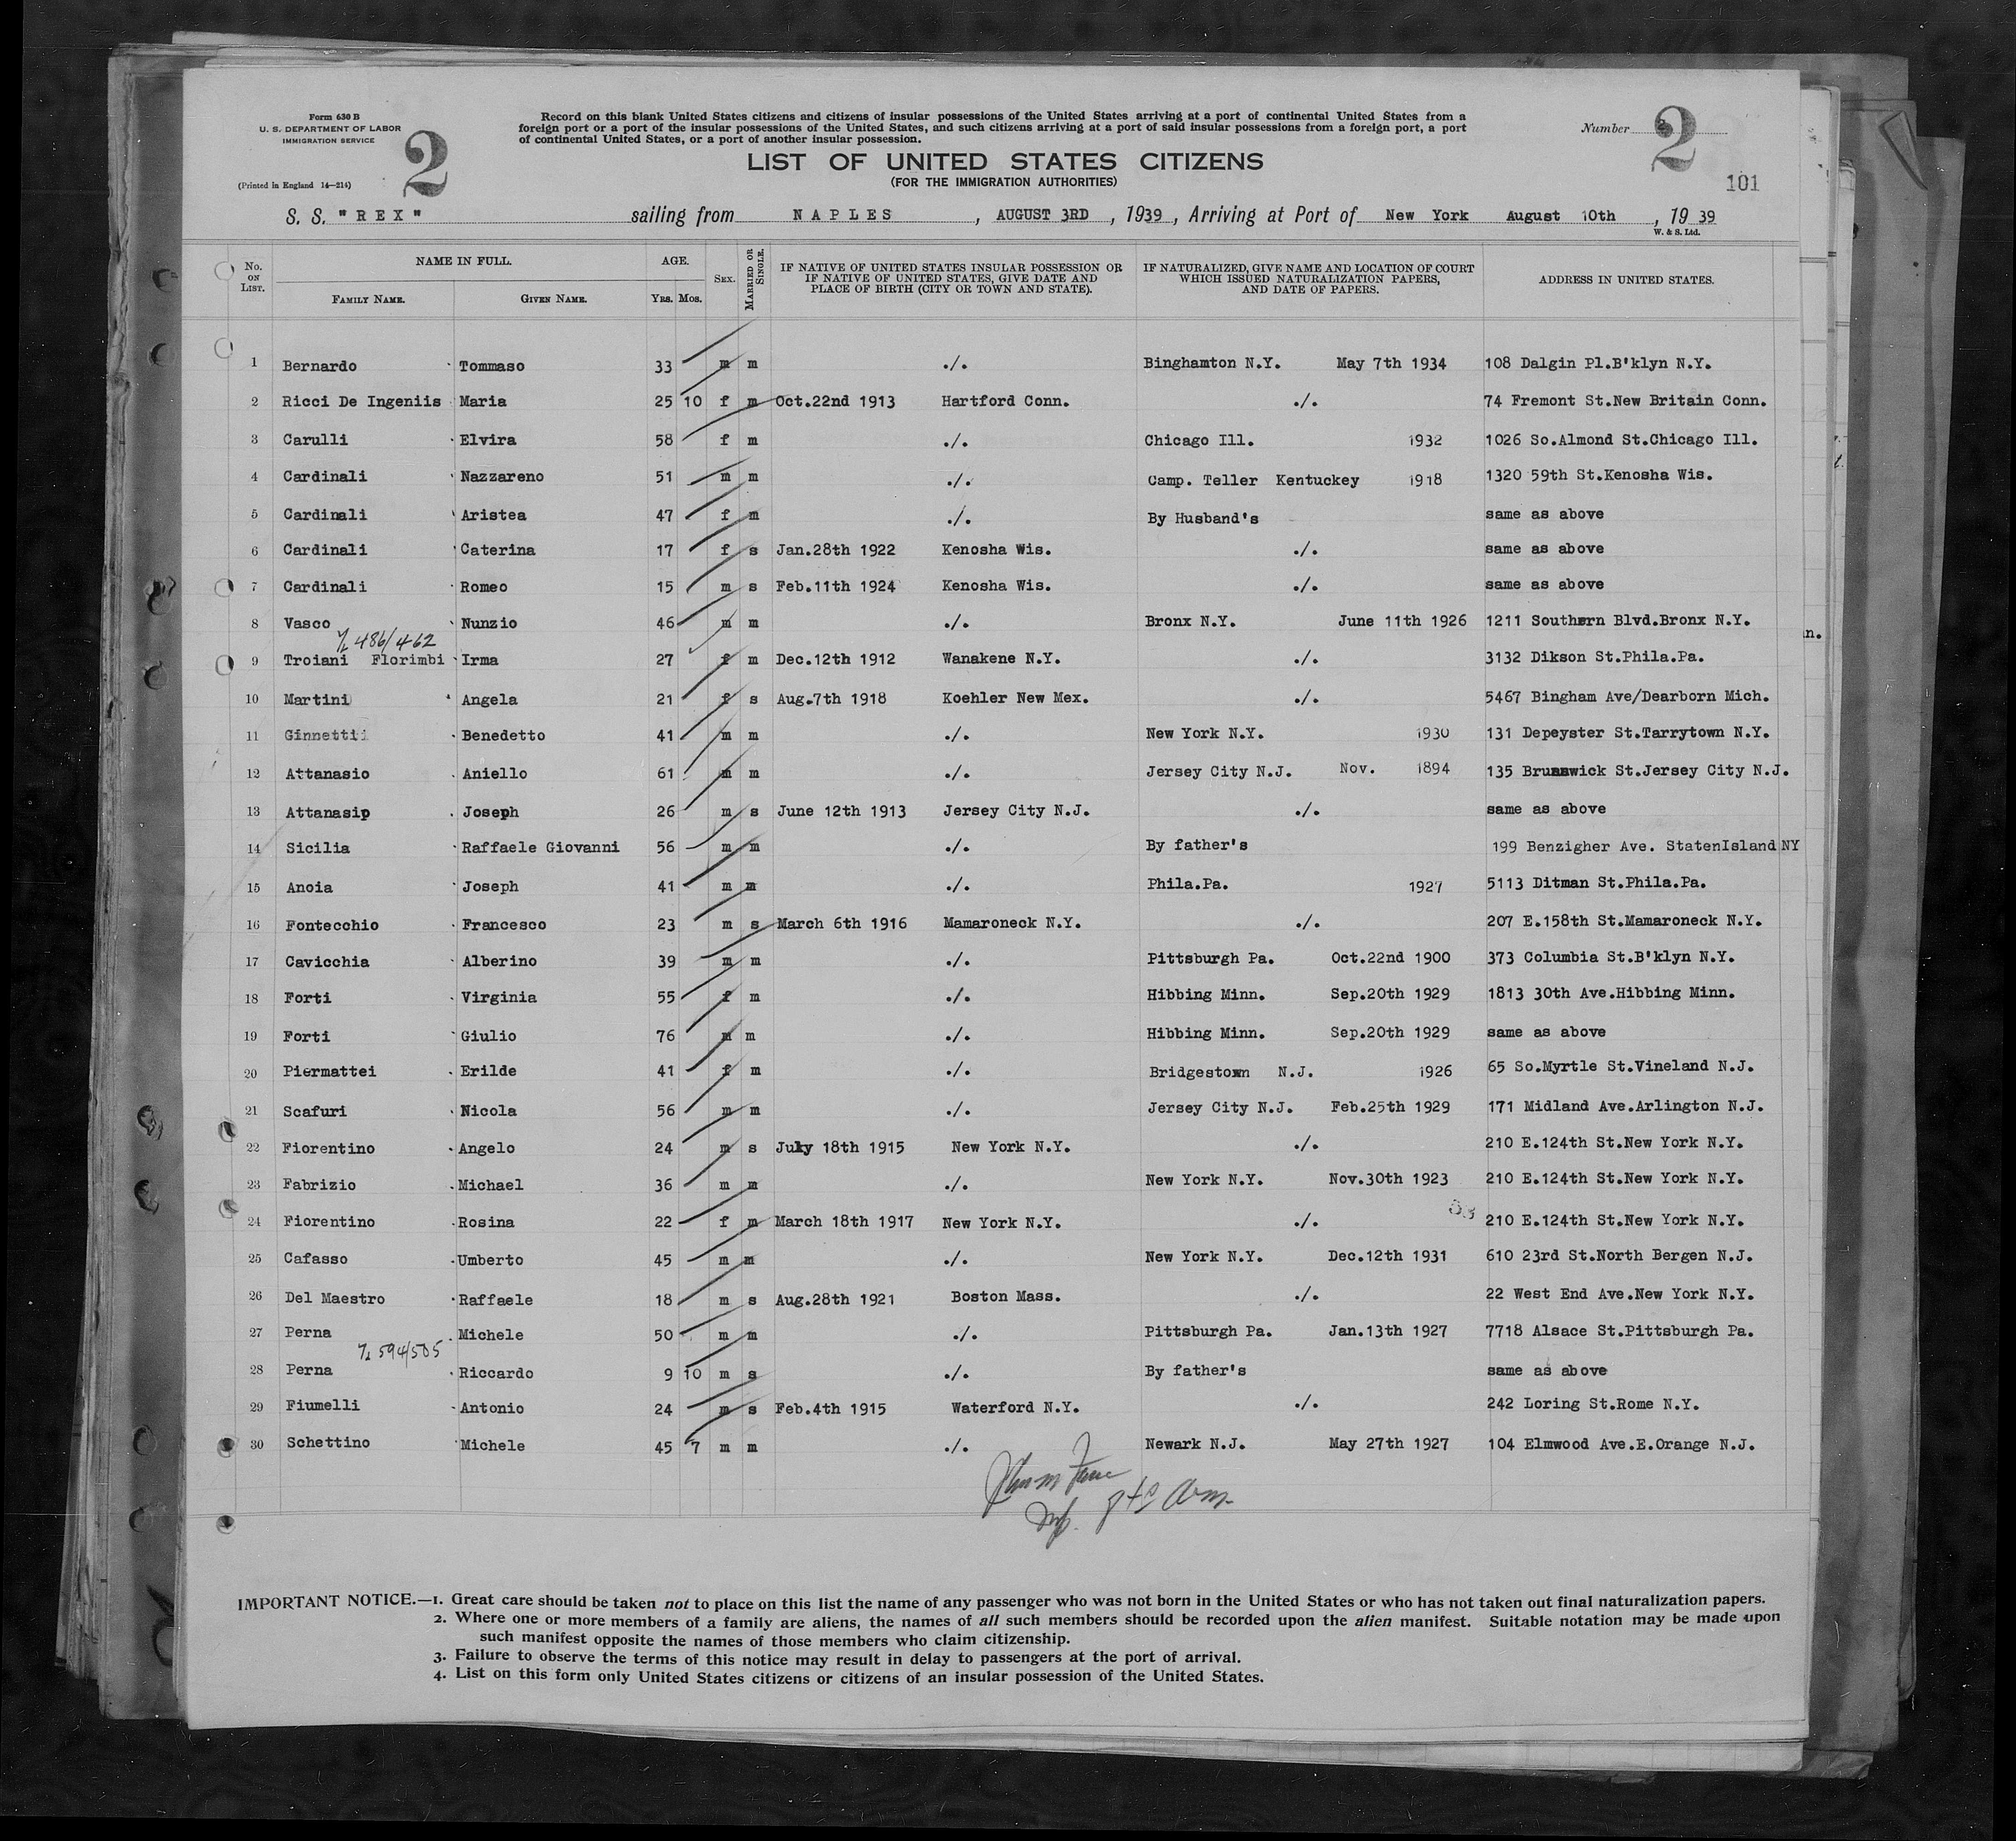 Form 630 B
U. S. DEPARTMENT OF LABOR
IMMIGRATION SERVICE
(Printed in England 14—214)
2
Record on this blank United States citizens and citizens of insular possessions of the United States arriving at a port of continental United States from a
foreign port or a port of the insular possessions of the United States, and such citizens arriving at a port of said insular possessions from a foreign port, a port
of continental United States, or a port of another insular possession.
LIST OF UNITED STATES CITIZENS
(FOR THE IMMIGRATION AUTHORITIES)
Number 2
101
S. S. "REX" sailing from NAPLES, AUGUST 3RD, 1939, Arriving at Port of New York August 10th, 1939
W. & S. Ltd.
No. ON LIST. NAME IN FULL. FAMILY NAME. GIVEN NAME. AGE. YRS. MOS. SEX. MARRIED OR SINGLE. IF NATIVE OF UNITED STATES INSULAR POSSESSION OR IF NATIVE OF UNITED STATES, GIVE DATE AND PLACE OF BIRTH (CITY OR TOWN AND STATE). IF NATURALIZED, GIVE NAME AND LOCATION OF COURT WHICH ISSUED NATURALIZATION PAPERS, AND DATE OF PAPERS. ADDRESS IN UNITED STATES.
1 Bernardo Tommaso 33 m m ./. Binghamton N.Y. May 7th 1934 108 Dalgin Pl.B'klyn N.Y.
2 Ricci De Ingeniis Maria 25 10 f m Oct.22nd 1913 Hartford Conn. ./. 74 Fremont St.New Britain Conn.
3 Carulli Elvira 58 f m ./. Chicago Ill. 1932 1026 So.Almond St.Chicago Ill.
4 Cardinali Nazzareno 51 m m ./. Camp. Teller Kentuckey 1918 1320 59th St.Kenosha Wis.
5 Cardinali Aristea 47 f m ./. By Husband's same as above
6 Cardinali Caterina 17 f s Jan.28th 1922 Kenosha Wis. ./. same as above
7 Cardinali Romeo 15 m s Feb.11th 1924 Kenosha Wis. ./. same as above
8 Vasco Nunzio 46 m m ./. Bronx N.Y. June 11th 1926 1211 Southern Blvd.Bronx N.Y.
486/462
9 Troiani Florimbi Irma 27 f m Dec.12th 1912 Wanakene N.Y. ./. 3132 Dikson St.Phila.Pa.
10 Martini Angela 21 f s Aug.7th 1918 Koehler New Mex. ./. 5467 Bingham Ave/Dearborn Mich.
11 Ginnetti Benedetto 41 m m ./. New York N.Y. 1930 131 Depeyster St.Tarrytown N.Y.
12 Attanasio Aniello 61 m m ./. Jersey City N.J. Nov. 1894 135 Brunswick St.Jersey City N.J.
13 Attanasip Joseph 26 m s June 12th 1913 Jersey City N.J. ./. same as above
14 Sicilia Raffaele Giovanni 56 m m ./. By father's 199 Benzigher Ave. StatenIsland NY
15 Anoia Joseph 41 m m ./. Phila.Pa. 1927 5113 Ditman St.Phila.Pa.
16 Fontecchio Francesco 23 m s March 6th 1916 Mamaroneck N.Y. ./. 207 E.158th St.Mamaroneck N.Y.
17 Cavicchia Alberino 39 m m ./. Pittsburgh Pa. Oct.22nd 1900 373 Columbia St.B'klyn N.Y.
18 Forti Virginia 55 f m ./. Hibbing Minn. Sep.20th 1929 1813 30th Ave.Hibbing Minn.
19 Forti Giulio 76 m m ./. Hibbing Minn. Sep.20th 1929 same as above
20 Piermattei Erilde 41 f m ./. Bridgestown N.J. 1926 65 So.Myrtle St.Vineland N.J.
21 Scafuri Nicola 56 m m ./. Jersey City N.J. Feb.25th 1929 171 Midland Ave.Arlington N.J.
22 Fiorentino Angelo 24 m s July 18th 1915 New York N.Y. ./. 210 E.124th St.New York N.Y.
23 Fabrizio Michael 36 m m ./. New York N.Y. Nov.30th 1923 210 E.124th St.New York N.Y.
24 Fiorentino Rosina 22 f m March 18th 1917 New York N.Y. ./. 210 E.124th St.New York N.Y.
25 Cafasso Umberto 45 m m ./. New York N.Y. Dec.12th 1931 610 23rd St.North Bergen N.J.
26 Del Maestro Raffaele 18 m s Aug.28th 1921 Boston Mass. ./. 22 West End Ave.New York N.Y.
27 Perna Michele 50 m m ./. Pittsburgh Pa. Jan.13th 1927 7718 Alsace St.Pittsburgh Pa.
594/505
28 Perna Riccardo 9 10 m s ./. By father's same as above
29 Fiumelli Antonio 24 m s Feb.4th 1915 Waterford N.Y. ./. 242 Loring St.Rome N.Y.
30 Schettino Michele 45 7 m m ./. Newark N.J. May 27th 1927 104 Elmwood Ave.E.Orange N.J.
IMPORTANT NOTICE.—1. Great care should be taken not to place on this list the name of any passenger who was not born in the United States or who has not taken out final naturalization papers.
2. Where one or more members of a family are aliens, the names of all such members should be recorded upon the alien manifest. Suitable notation may be made upon
such manifest opposite the names of those members who claim citizenship.
3. Failure to observe the terms of this notice may result in delay to passengers at the port of arrival.
4. List on this form only United States citizens or citizens of an insular possession of the United States.